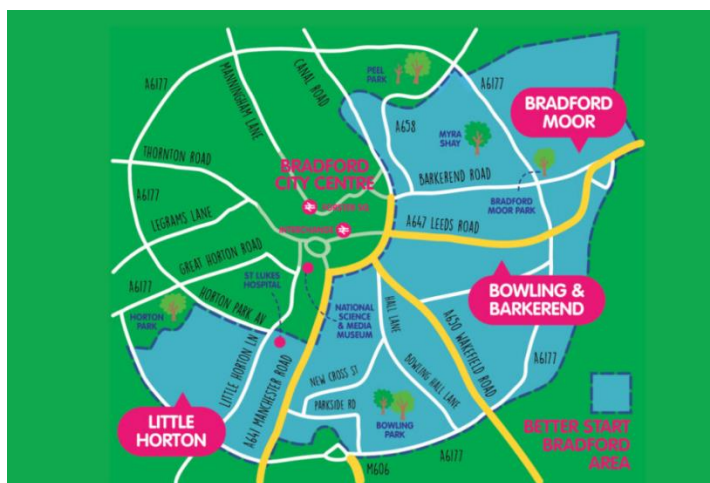 A6177
MANNINGHAM LANE
CANAL ROAD
PEEL
PARK
A6177
BRADFORD
MOOR
A6177
A658
MYRA
SHAY
THORNTON ROAD
BRADFORD
CITY CENTRE
BARKEREND ROAD
BRADFORD
MOOR PARK
A6177
LEGRAMS LANE
FORSTER SQ.
INTERCHANGE
A647 LEEDS ROAD
GREAT HORTON ROAD
ST LUKES
HOSPITAL
BOWLING &
BARKEREND
A6177
HORTON
PARK
HORTON PARK AV
NATIONAL
SCIENCE
& MEDIA
MUSEUM
HALL LANE
A650 WAKEFIELD ROAD
A6177
LITTLE HORTON LN
A641 MANCHESTER ROAD
NEW CROSS ST
PARKSIDE RD
BOWLING HALL LANE
BOWLING
PARK
LITTLE
HORTON
BETTER START
BRADFORD
AREA
M606
A6177